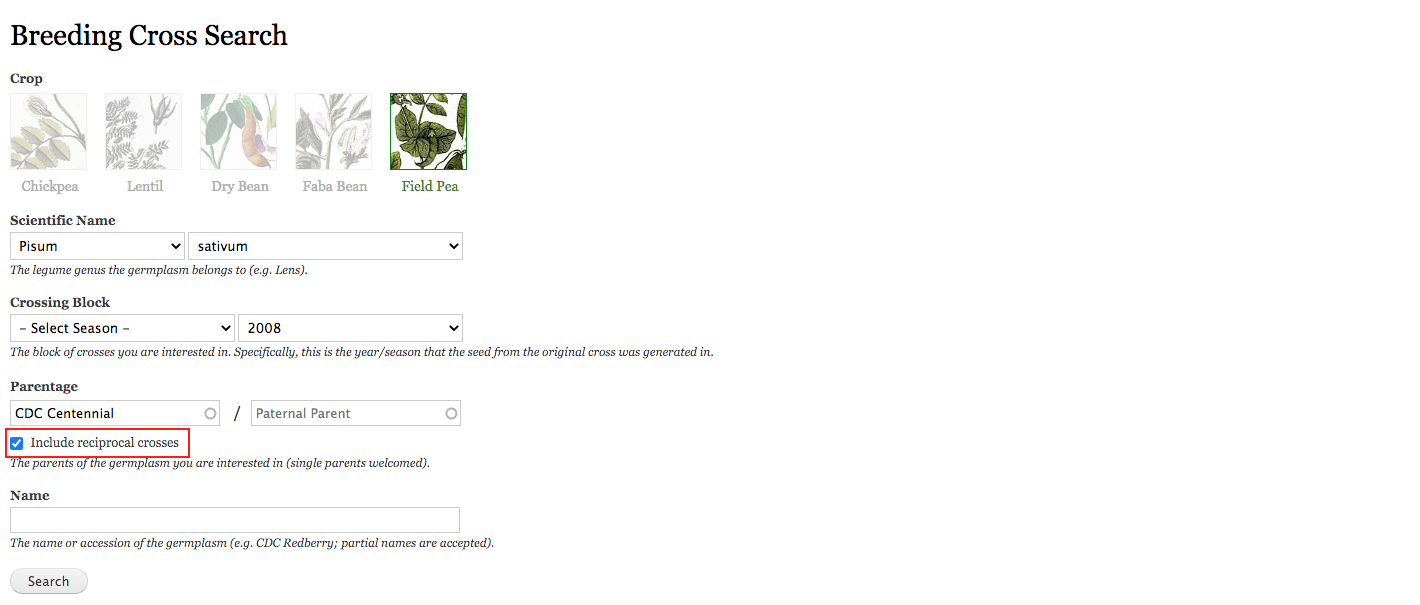 Breeding Cross Search
Crop
Chickpea Lentil Dry Bean Faba Bean Field Pea
Scientific Name
Pisum sativum
The legume genus the germplasm belongs to (e.g. Lens).
Crossing Block
– Select Season – 2008
The block of crosses you are interested in. Specifically, this is the year/season that the seed from the original cross was generated in.
Parentage
CDC Centennial / Paternal Parent
Include reciprocal crosses
The parents of the germplasm you are interested in (single parents welcomed).
Name
The name or accession of the germplasm (e.g. CDC Redberry; partial names are accepted).
Search